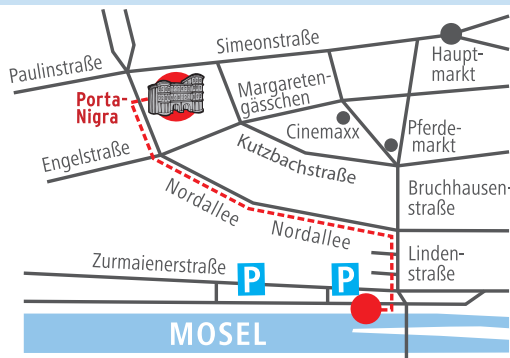 Simeonstraße
Paulinstraße
Haupt-
markt
Porta-
Nigra
Margareten-
gässchen
Cinemaxx
Pferde-
markt
Engelstraße
Kutzbachstraße
Nordallee
Bruchhausen-
straße
Nordallee
Linden-
straße
Zurmaienerstraße
P
P
MOSEL